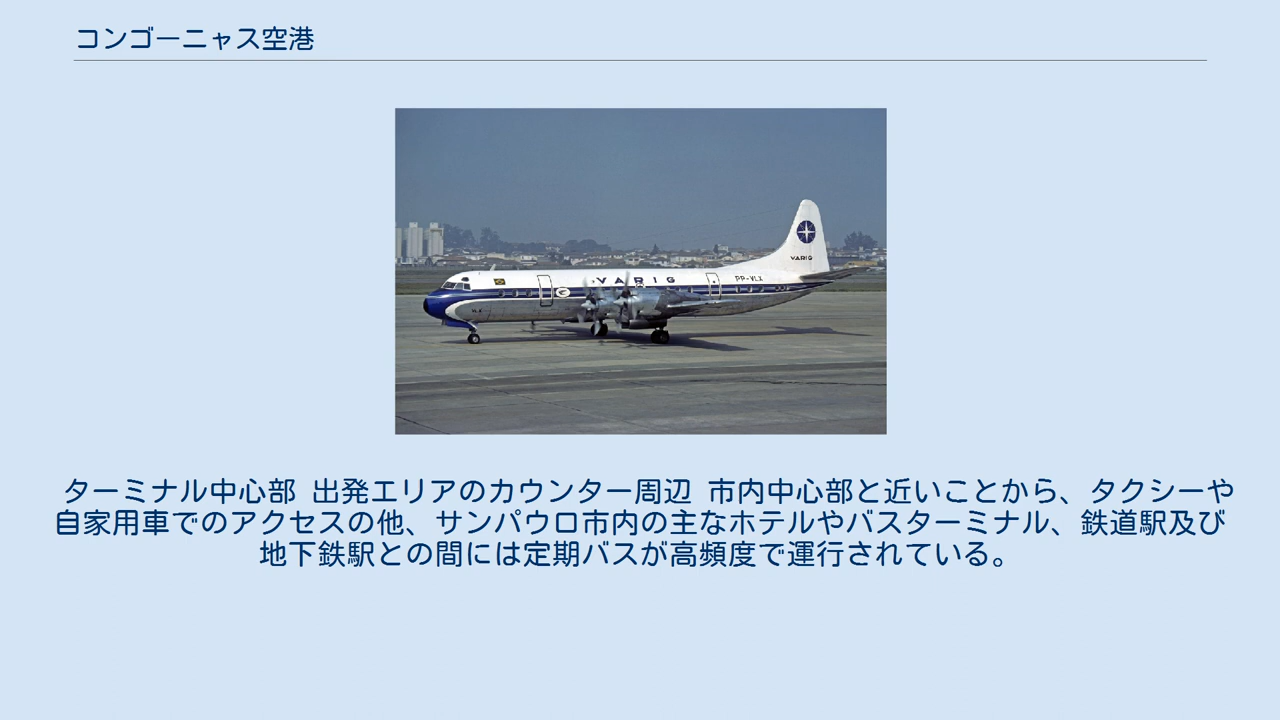 コンゴーニャス空港
VARIG
PP-VLX
VARIG
VLX
ターミナル中心部 出発エリアのカウンター周辺 市内中心部と近いことから、タクシーや
自家用車でのアクセスの他、サンパウロ市内の主なホテルやバスターミナル、鉄道駅及び
地下鉄駅との間には定期バスが高頻度で運行されている。